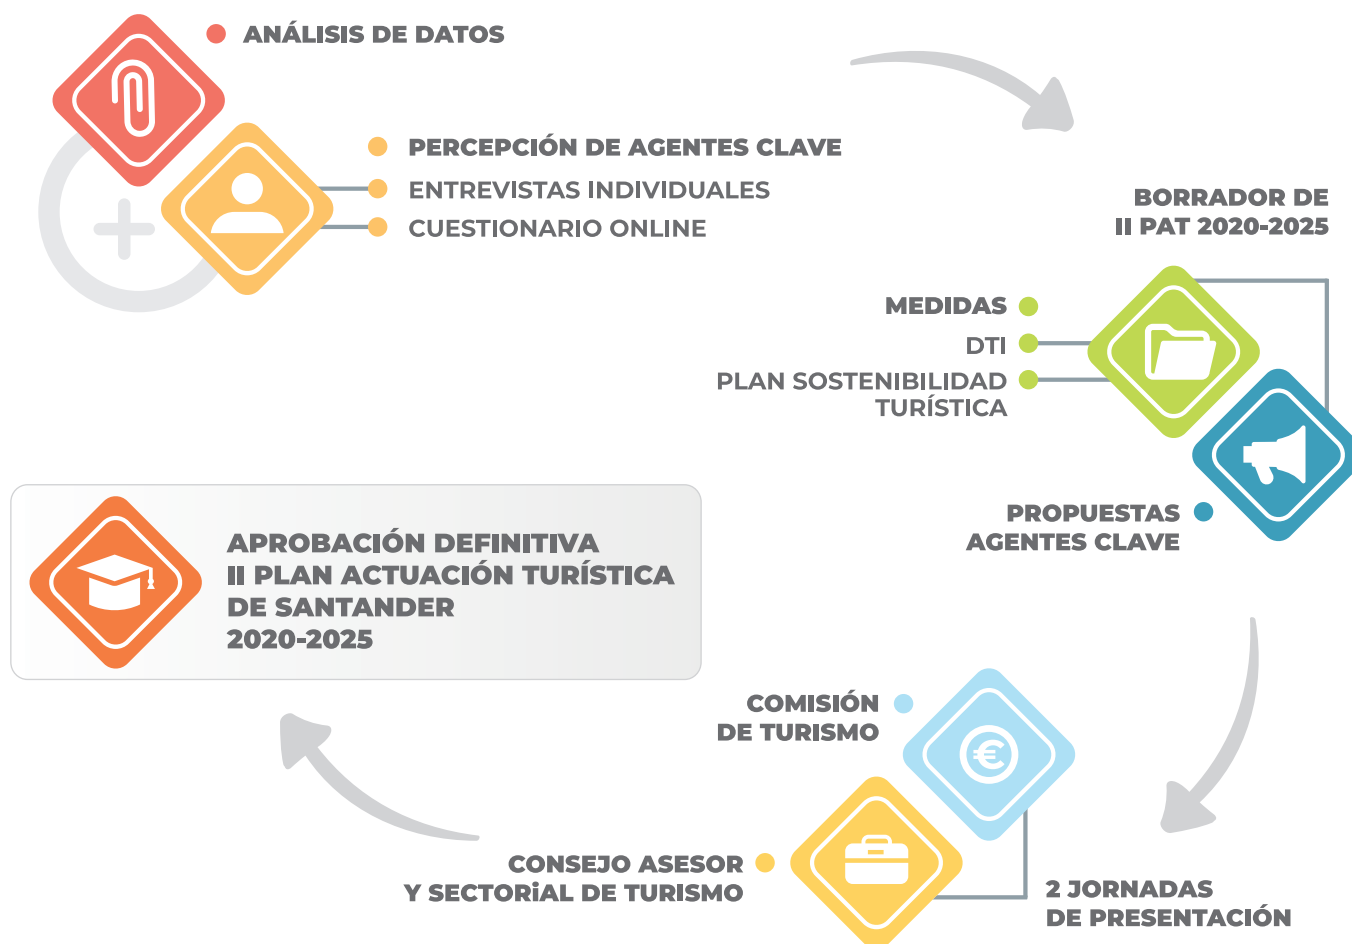 ANÁLISIS DE DATOS
PERCEPCIÓN DE AGENTES CLAVE
ENTREVISTAS INDIVIDUALES
CUESTIONARIO ONLINE
BORRADOR DE
II PAT 2020-2025
MEDIDAS
DTI
PLAN SOSTENIBILIDAD
TURÍSTICA
PROPUESTAS
AGENTES CLAVE
APROBACIÓN DEFINITIVA
II PLAN ACTUACIÓN TURÍSTICA
DE SANTANDER
2020-2025
COMISIÓN
DE TURISMO
€
CONSEJO ASESOR
Y SECTORiAL DE TURISMO
2 JORNADAS
DE PRESENTACIÓN